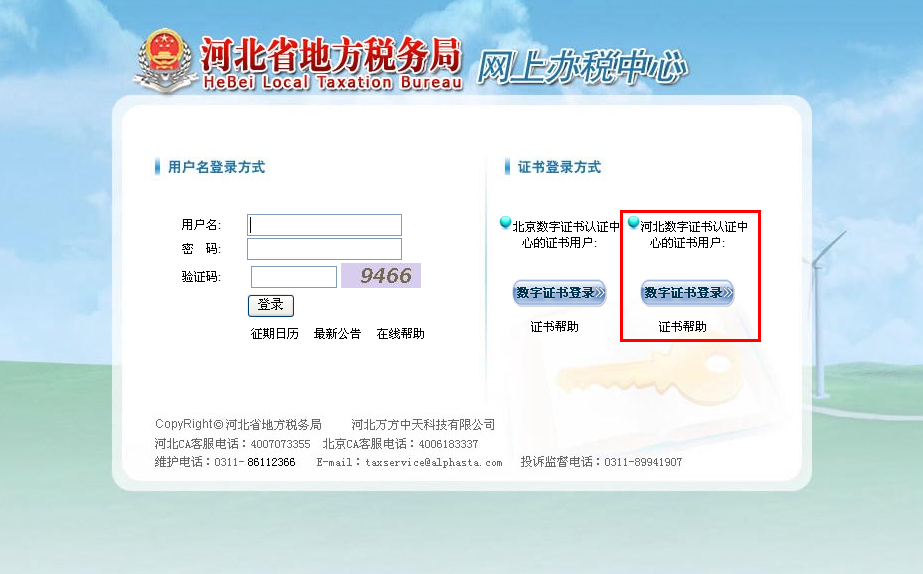 河北省地方税务局
HeBei Local Taxation Bureau
网上办税中心
用户名登录方式
用户名:
密 码:
验证码:
9466
登录
征期日历 最新公告 在线帮助
证书登录方式
北京数字证书认证中
心的证书用户:
数字证书登录»
证书帮助
河北数字证书认证中
心的证书用户:
数字证书登录»
证书帮助
CopyRight©河北省地方税务局 河北万方中天科技有限公司
河北CA客服电话：4007073355 北京CA客服电话：4006183337
维护电话：0311-86112366 E-mail：taxservice@alphasta.com 投诉监督电话：0311-89941907